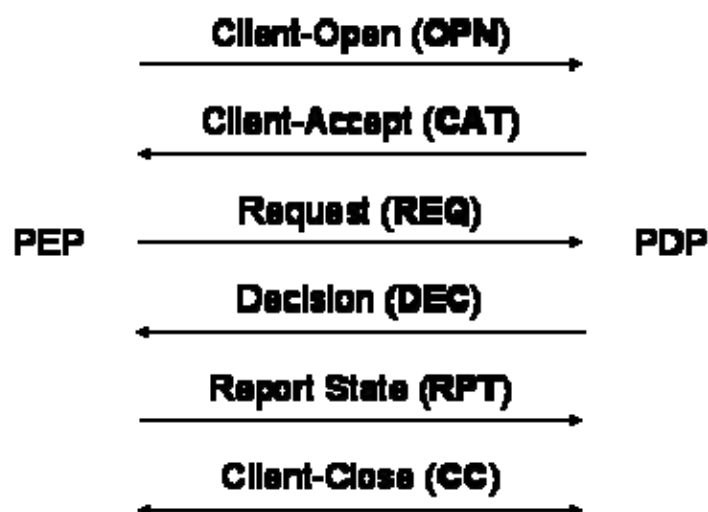 Client-Open (OPN)
Client-Accept (CAT)
Request (REQ)
PEP PDP
Decision (DEC)
Report State (RPT)
Client-Close (CC)